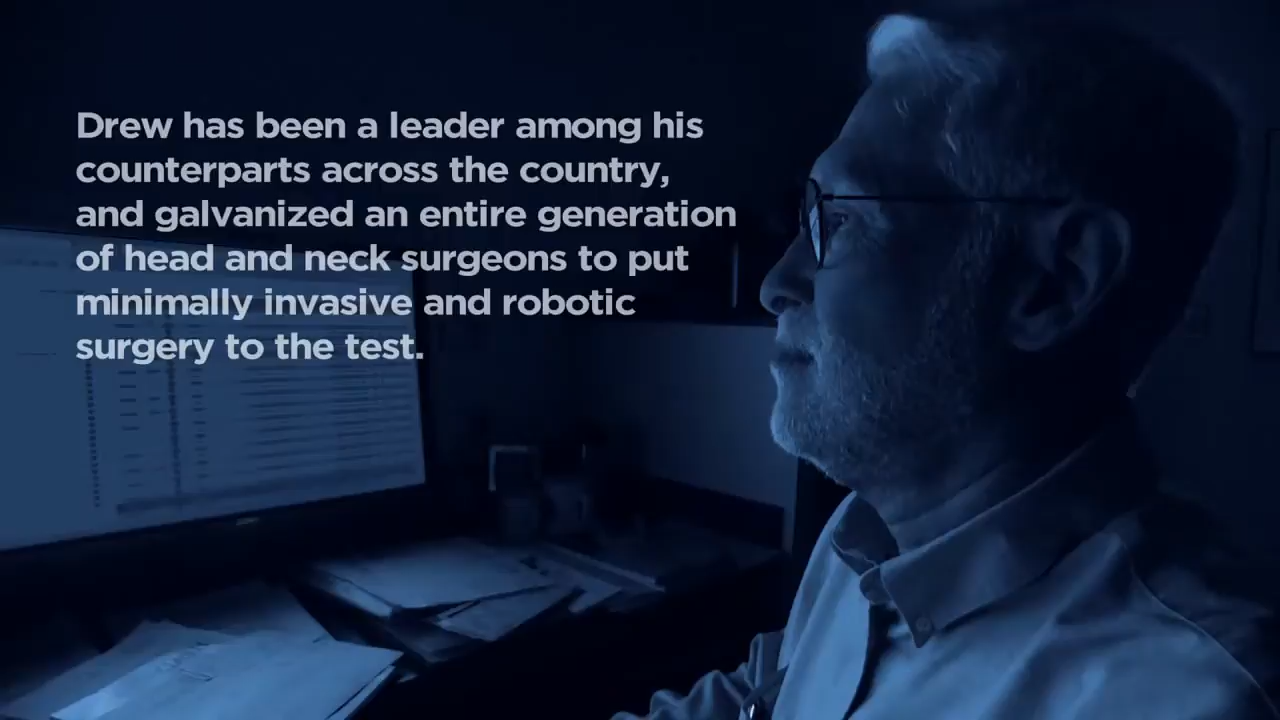 Drew has been a leader among his
counterparts across the country,
and galvanized an entire generation
of head and neck surgeons to put
minimally invasive and robotic
surgery to the test.